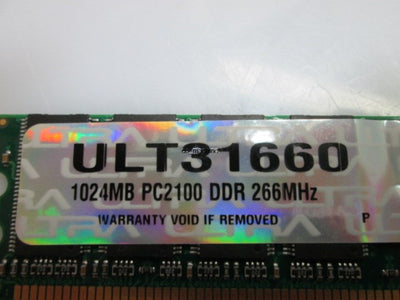 ULT31660
1024MB PC2100 DDR 266MHz
WARRANTY VOID IF REMOVED P